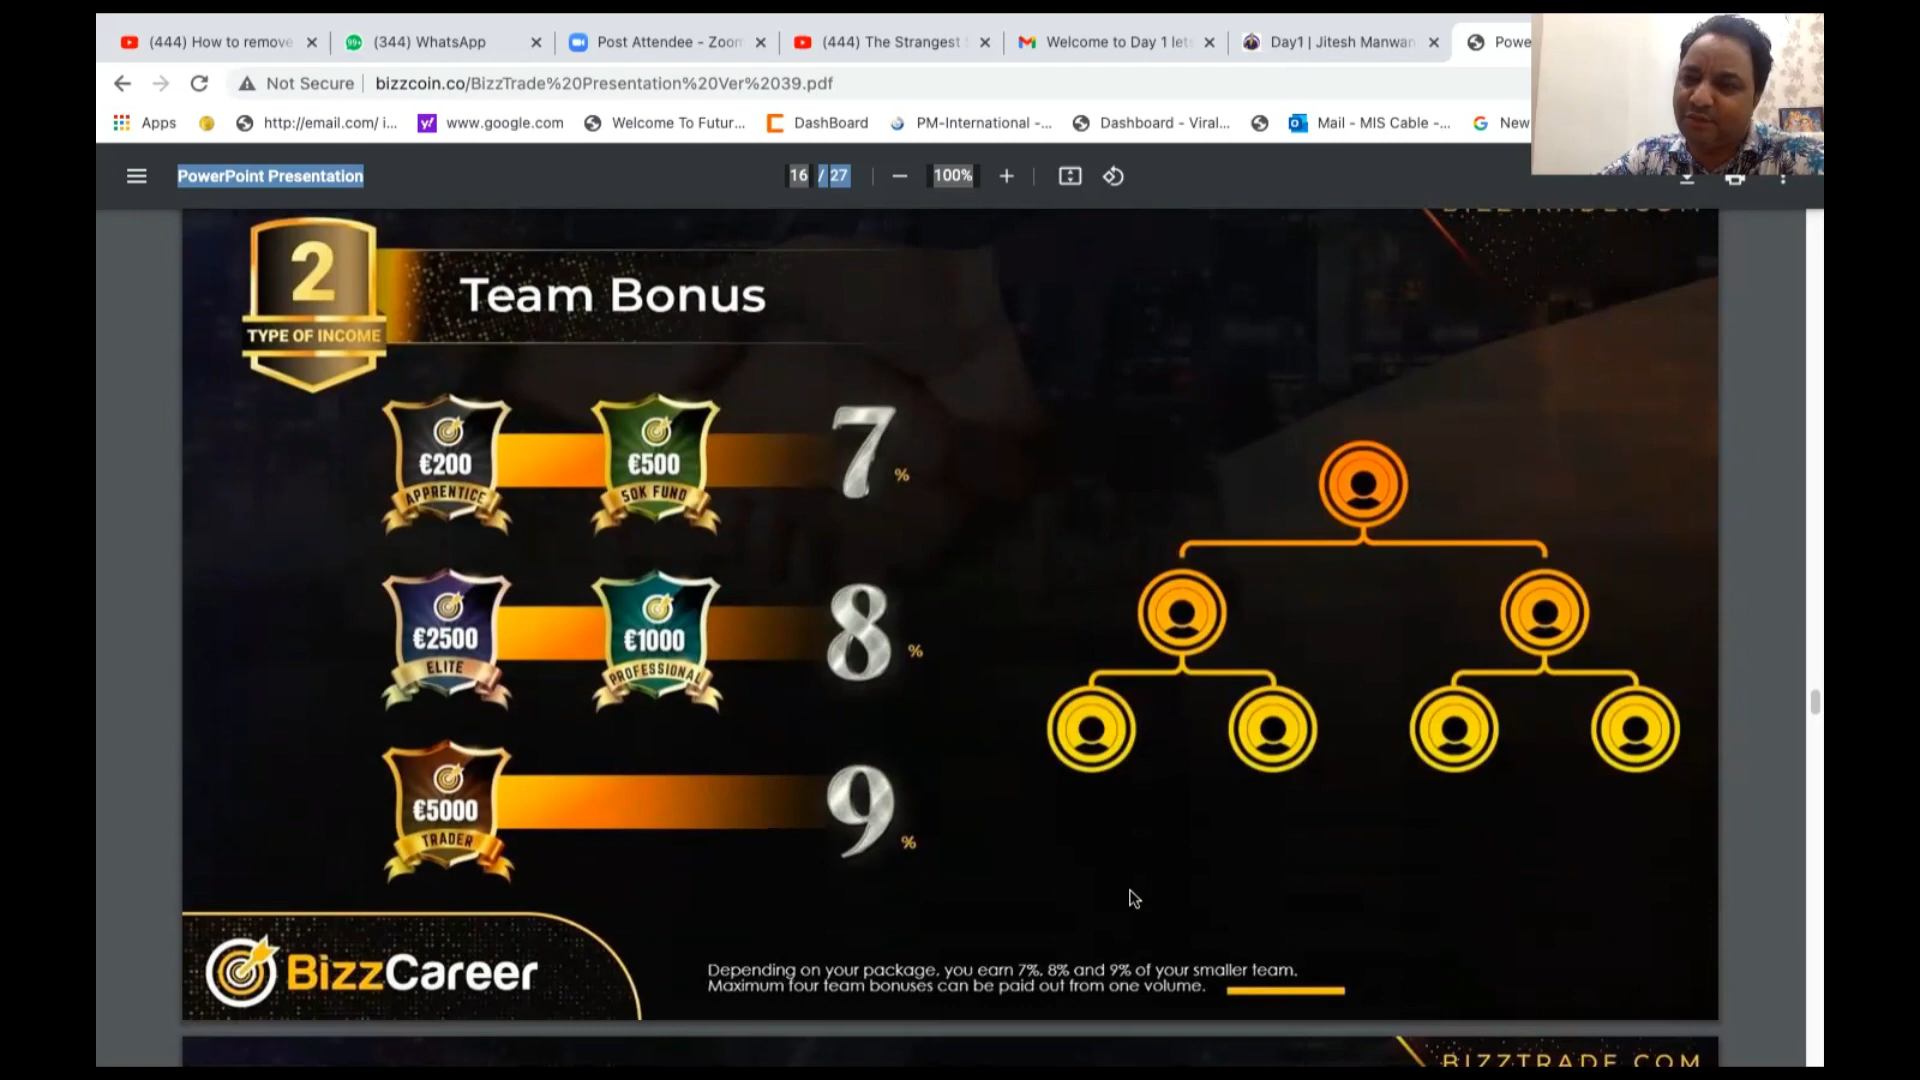 (444) How to remove
(344) WhatsApp
Post Attendee - Zoom
(444) The Strangest
Welcome to Day 1 let
Day1 | Jitesh Manwan
Powe
Not Secure
bizzcoin.co/BizzTrade%20Presentation%20Ver%2039.pdf
Apps
http://email.com/ i...
www.google.com
Welcome To Futur...
DashBoard
PM-International -...
Dashboard - Viral...
Mail - MIS Cable -...
New
PowerPoint Presentation
16 / 27
100%
2
TYPE OF INCOME
Team Bonus
€200
APPRENTICE
€500
50K FUND
7 %
€2500
ELITE
€1000
PROFESSIONAL
8 %
€5000
TRADER
9 %
BizzCareer
Depending on your package, you earn 7%, 8% and 9% of your smaller team.
Maximum four team bonuses can be paid out from one volume.
BIZZTRADE.COM